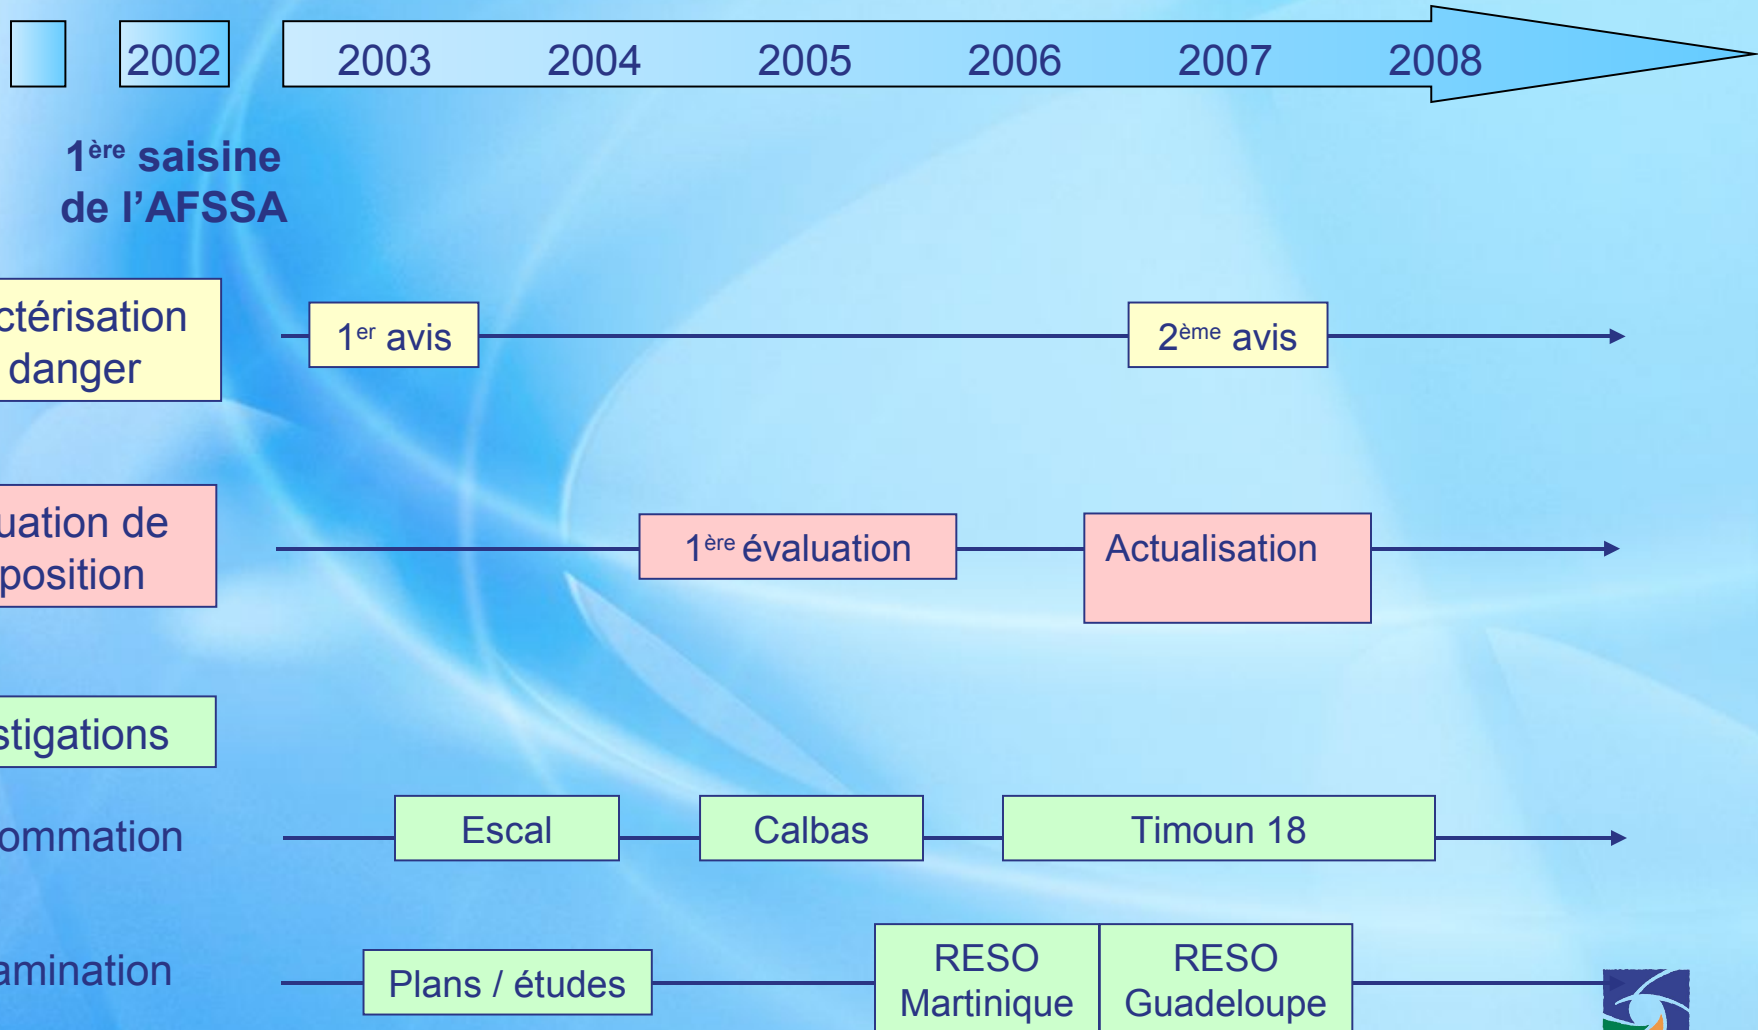 2002 2003 2004 2005 2006 2007 2008
1ère saisine
de l'AFSSA
ctérisation
danger
1er avis
2ème avis
uation de
position
1ère évaluation
Actualisation
stigations
ommation
Escal
Calbas
Timoun 18
amination
Plans / études
RESO
Martinique
RESO
Guadeloupe